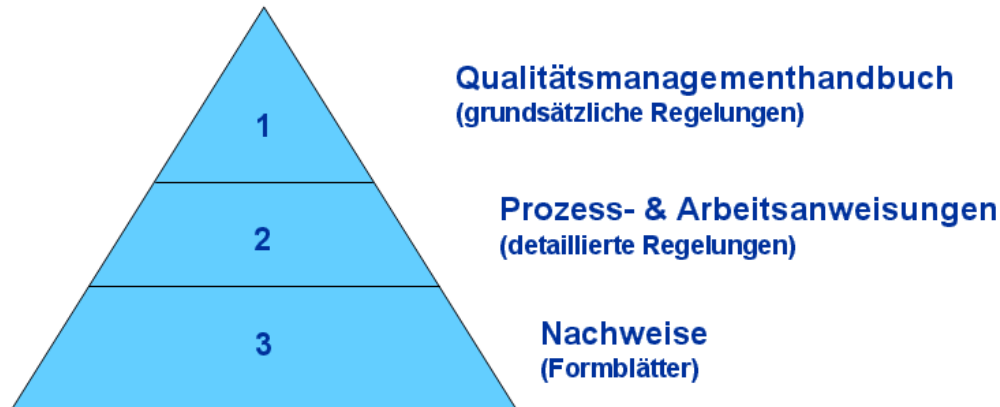 1
Qualitätsmanagementhandbuch
(grundsätzliche Regelungen)
2
Prozess- & Arbeitsanweisungen
(detaillierte Regelungen)
3
Nachweise
(Formblätter)